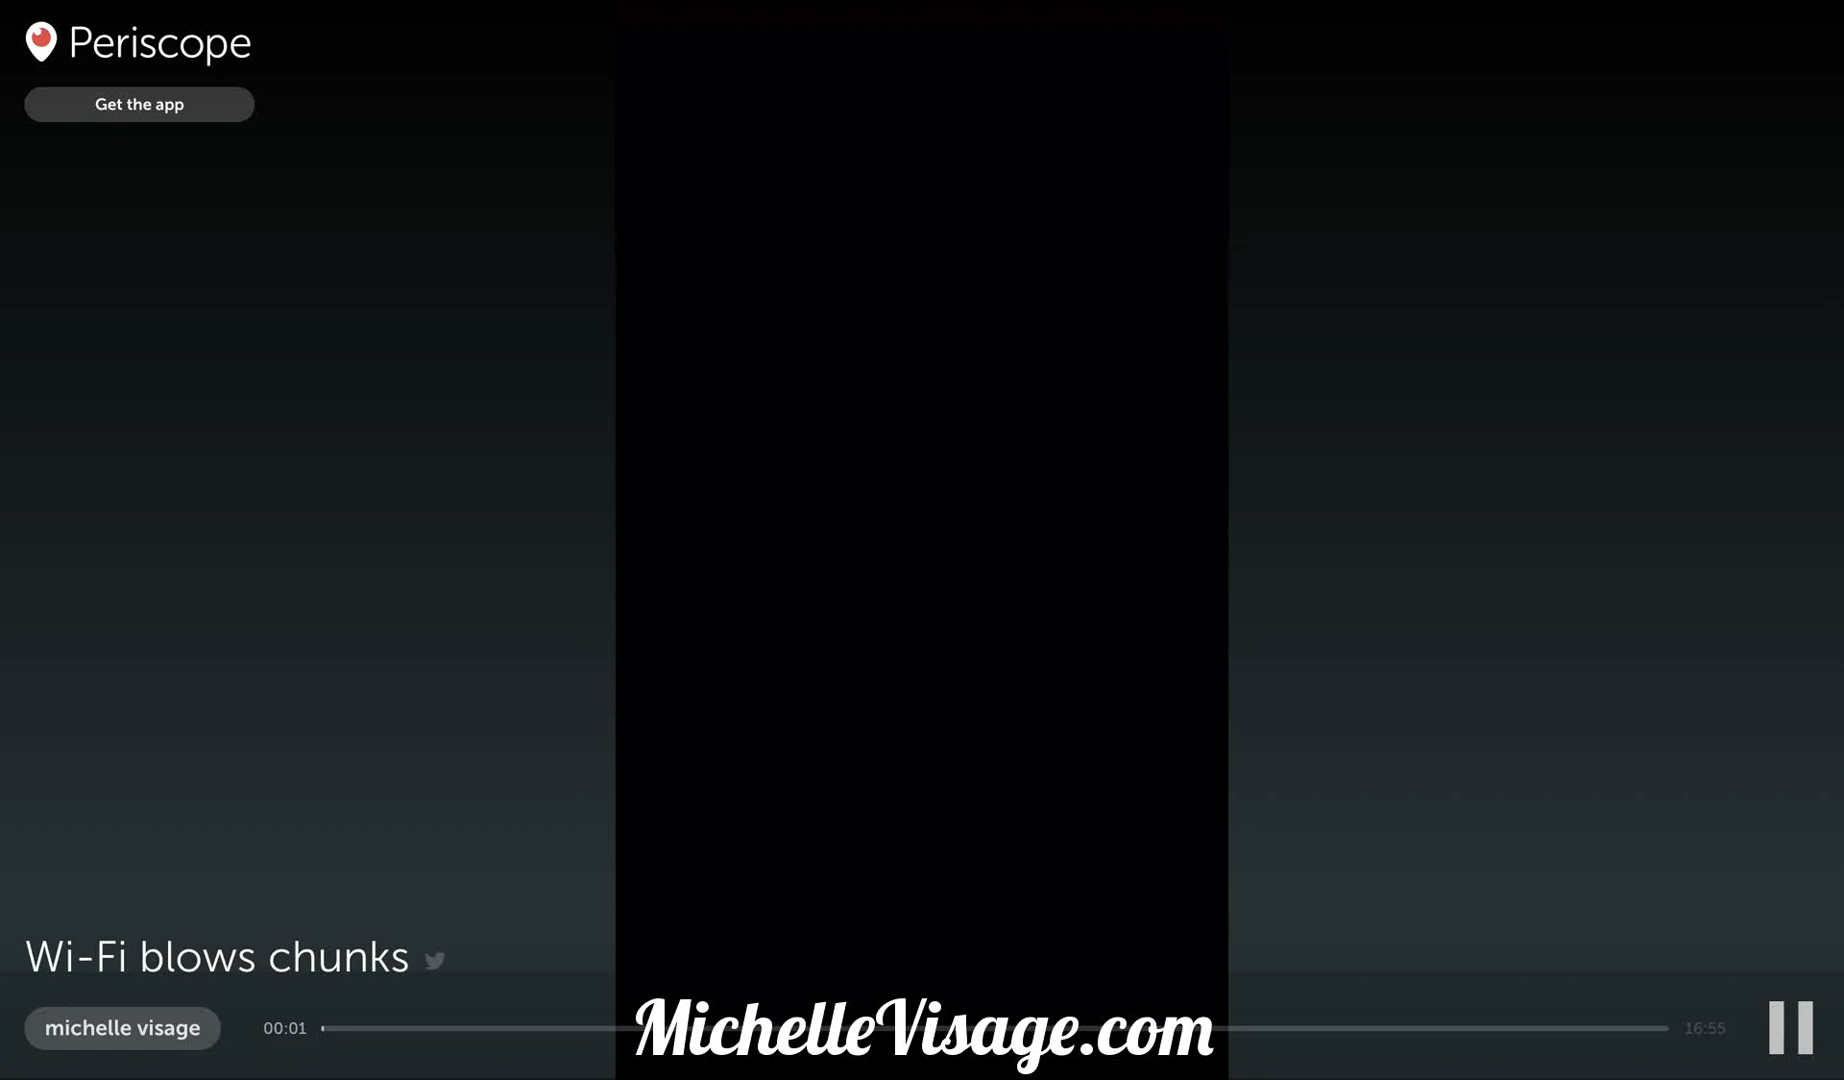 Periscope
Get the app
Wi-Fi blows chunks
michelle visage
00:01
MichelleVisage.com
16:55